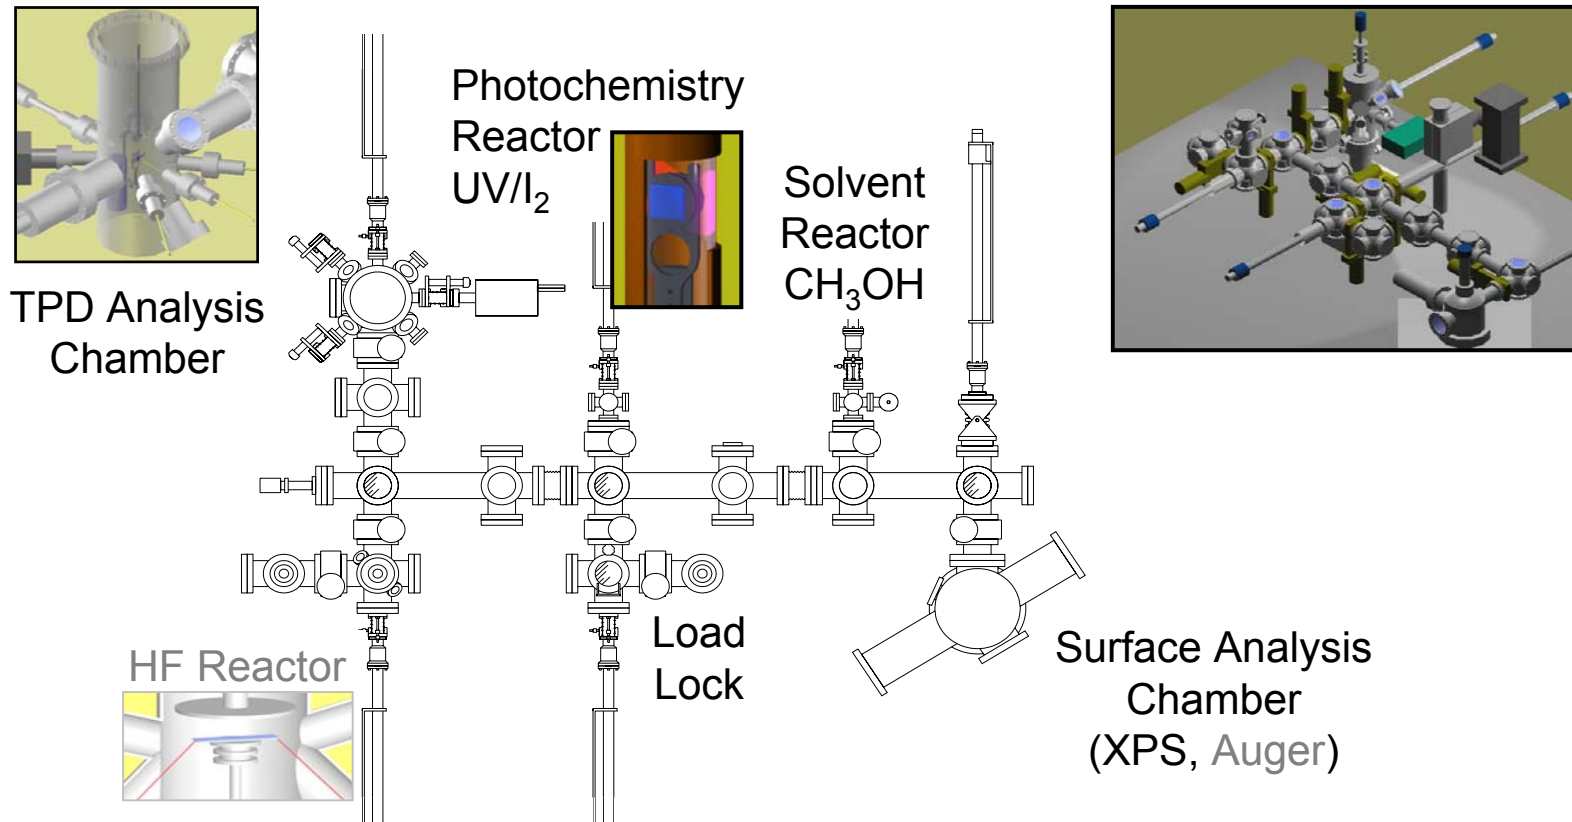 Photochemistry
Reactor
UV/I₂
Solvent
Reactor
CH₃OH
TPD Analysis
Chamber
HF Reactor
Load
Lock
Surface Analysis
Chamber
(XPS, Auger)